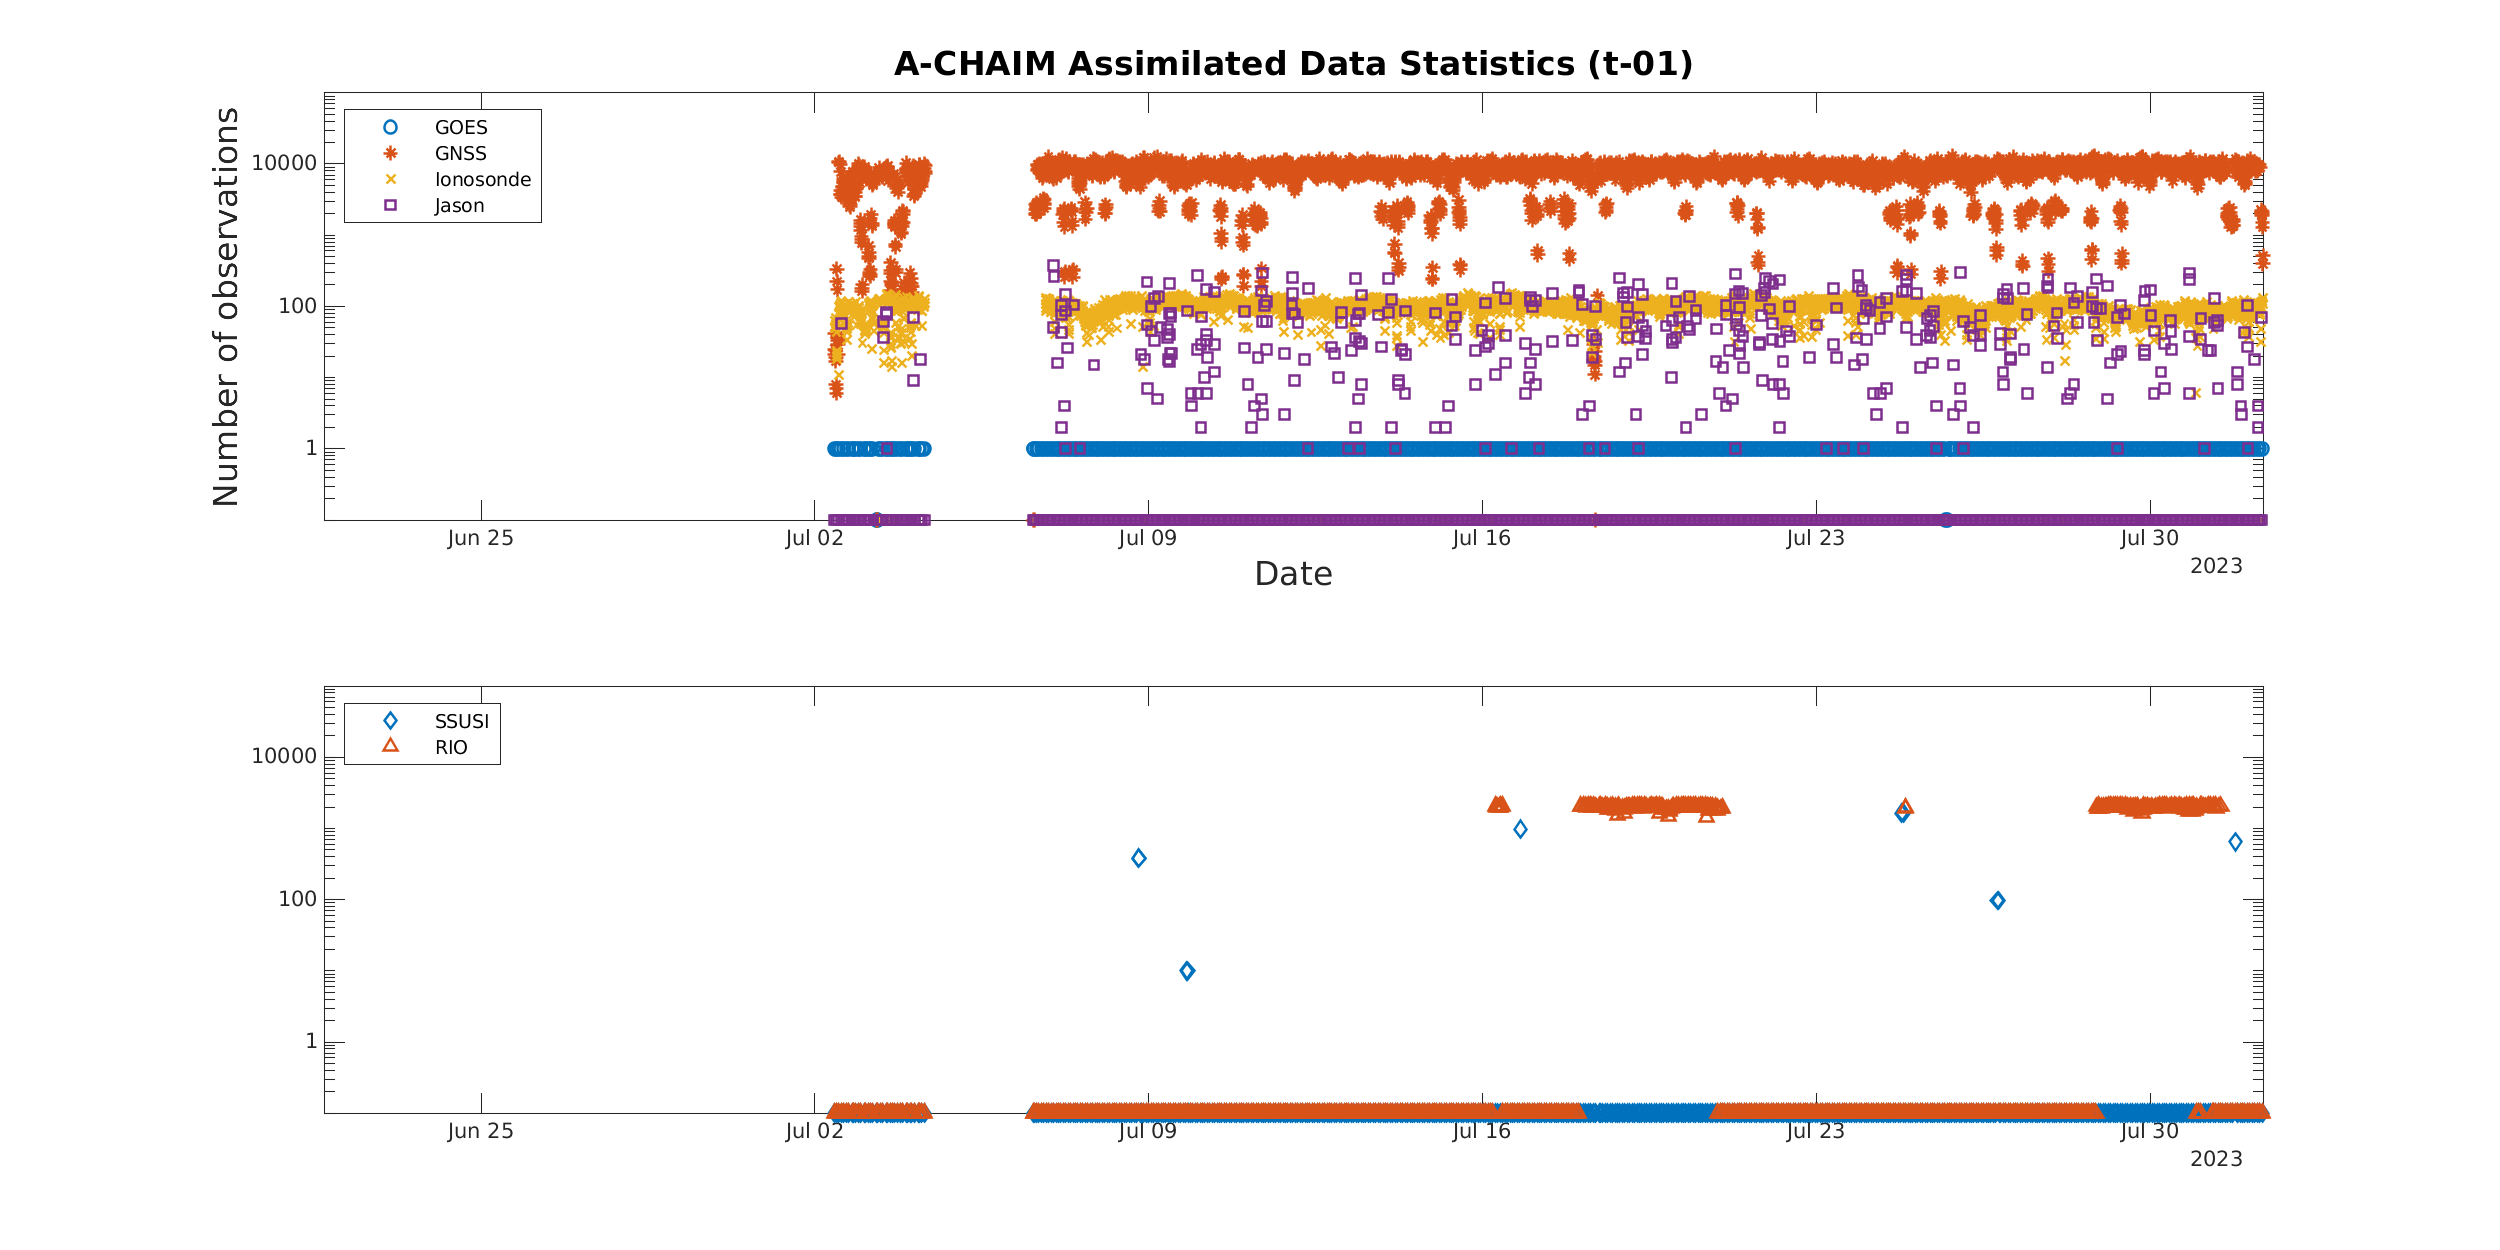 A-CHAIM Assimilated Data Statistics (t-01)
Number of observations
GOES
GNSS
Ionosonde
Jason
10000
100
1
Jun 25
Jul 02
Jul 09
Jul 16
Jul 23
Jul 30
2023
Date
SSUSI
RIO
10000
100
1
Jun 25
Jul 02
Jul 09
Jul 16
Jul 23
Jul 30
2023